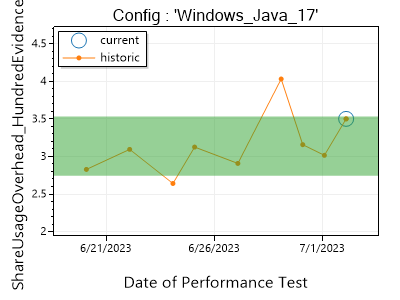 Config : 'Windows_Java_17'
ShareUsageOverhead_HundredEvidence
current
historic
4.5
4
3.5
3
2.5
2
6/21/2023
6/26/2023
7/1/2023
Date of Performance Test